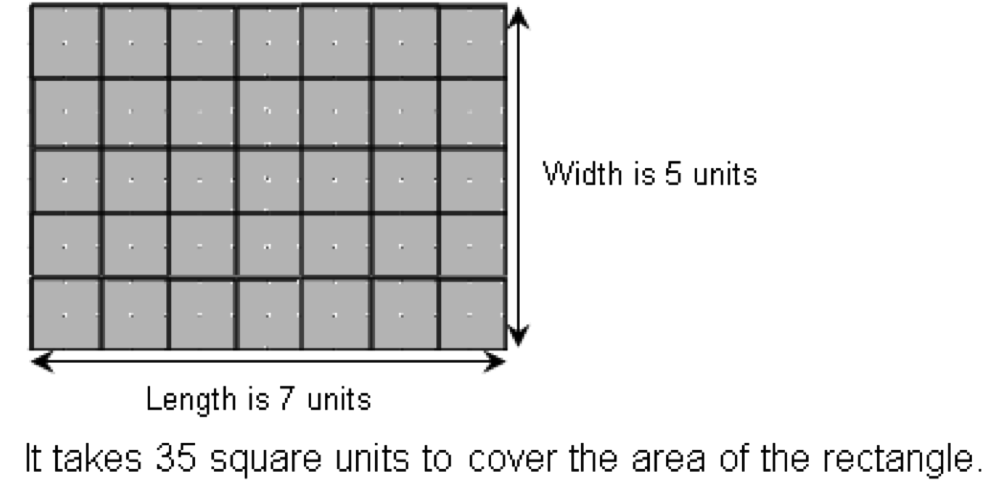 Width is 5 units
Length is 7 units
It takes 35 square units to cover the area of the rectangle.